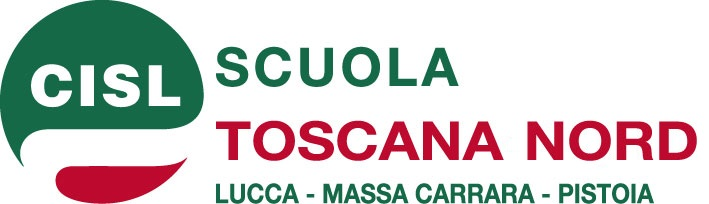 CISL
SCUOLA
TOSCANA NORD
LUCCA - MASSA CARRARA - PISTOIA